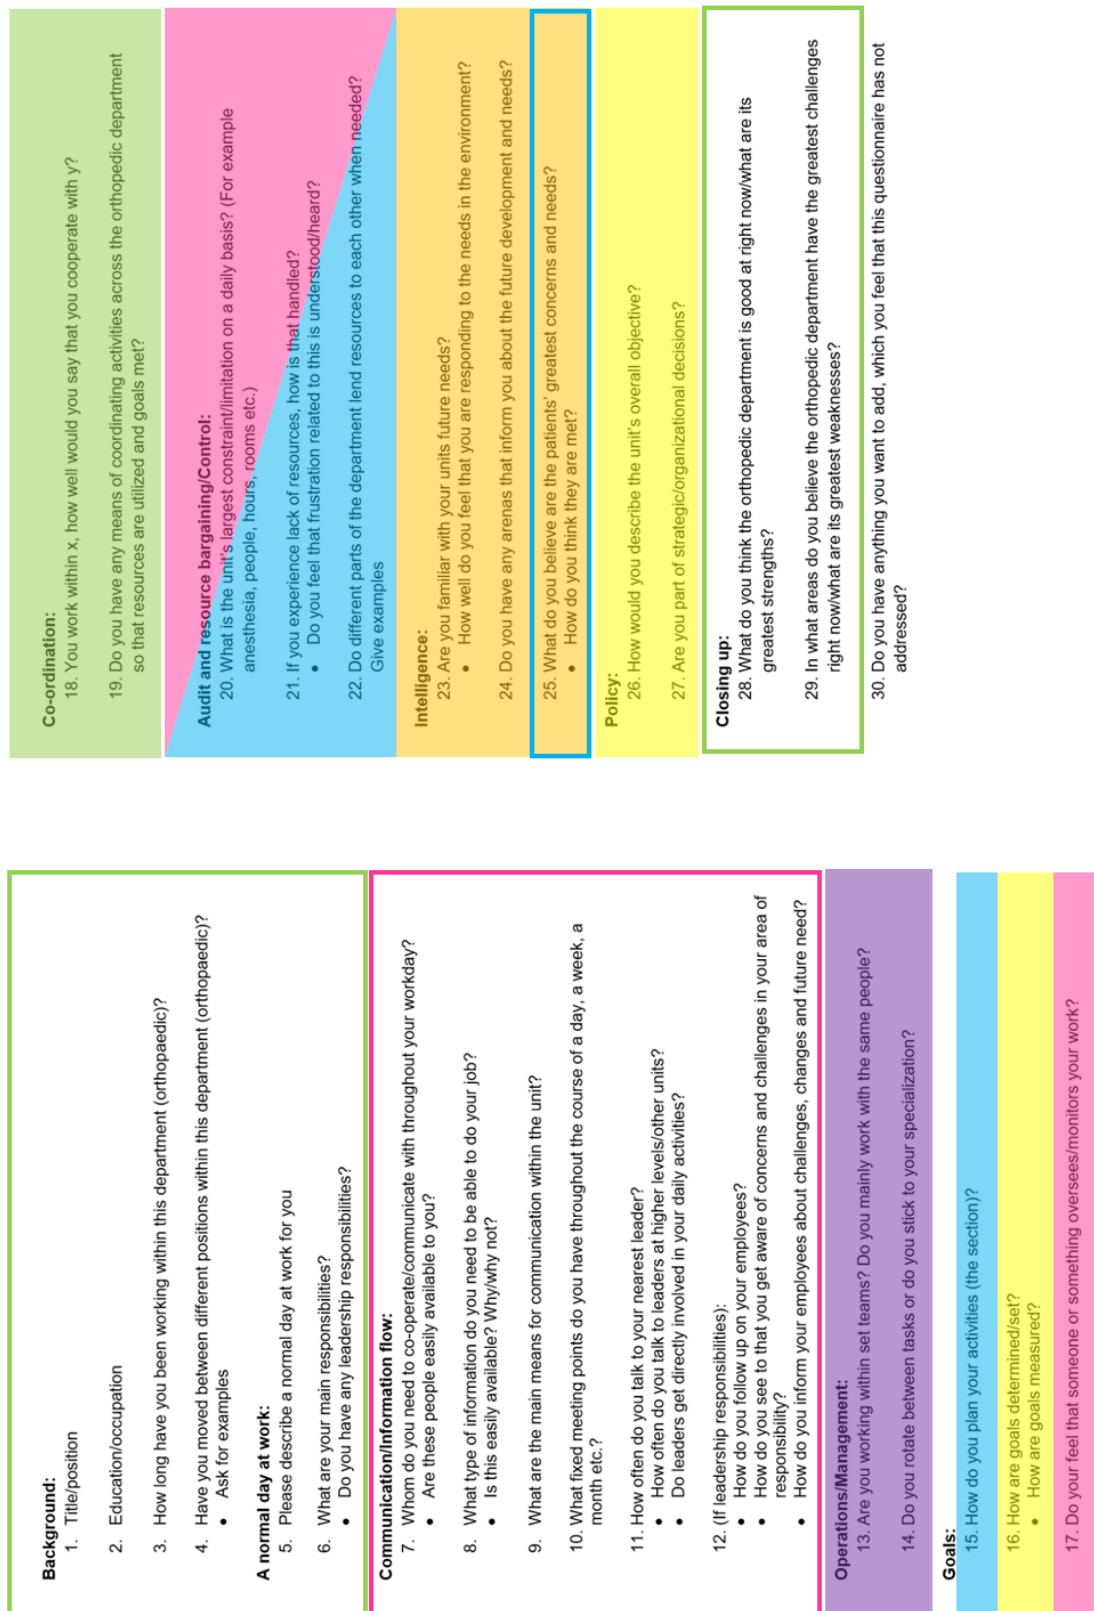 Background:
1. Title/position
2. Education/occupation
3. How long have you been working within this department (orthopaedic)?
4. Have you moved between different positions within this department (orthopaedic)?
• Ask for examples
A normal day at work:
5. Please describe a normal day at work for you
6. What are your main responsibilities?
• Do you have any leadership responsibilities?
Communication/Information flow:
7. Whom do you need to co-operate/communicate with throughout your workday?
• Are these people easily available to you?
8. What type of information do you need to be able to do your job?
• Is this easily available? Why/why not?
9. What are the main means for communication within the unit?
10. What fixed meeting points do you have throughout the course of a day, a week, a
month etc.?
11. How often do you talk to your nearest leader?
• How often do you talk to leaders at higher levels/other units?
• Do leaders get directly involved in your daily activities?
12. (If leadership responsibilities):
• How do you follow up on your employees?
• How do you see to that you get aware of concerns and challenges in your area of
responsibility?
• How do you inform your employees about challenges, changes and future need?
Operations/Management:
13. Are you working within set teams? Do you mainly work with the same people?
14. Do you rotate between tasks or do you stick to your specialization?
Goals:
15. How do you plan your activities (the section)?
16. How are goals determined/set?
• How are goals measured?
17. Do your feel that someone or something oversees/monitors your work?
Co-ordination:
18. You work within x, how well would you say that you cooperate with y?
19. Do you have any means of coordinating activities across the orthopedic department
so that resources are utilized and goals met?
Audit and resource bargaining/Control:
20. What is the unit's largest constraint/limitation on a daily basis? (For example
anesthesia, people, hours, rooms etc.)
21. If you experience lack of resources, how is that handled?
• Do you feel that frustration related to this is understood/heard?
22. Do different parts of the department lend resources to each other when needed?
Give examples
Intelligence:
23. Are you familiar with your units future needs?
• How well do you feel that you are responding to the needs in the environment?
24. Do you have any arenas that inform you about the future development and needs?
25. What do you believe are the patients' greatest concerns and needs?
• How do you think they are met?
Policy:
26. How would you describe the unit's overall objective?
27. Are you part of strategic/organizational decisions?
Closing up:
28. What do you think the orthopedic department is good at right now/what are its
greatest strengths?
29. In what areas do you believe the orthopedic department have the greatest challenges
right now/what are its greatest weaknesses?
30. Do you have anything you want to add, which you feel that this questionnaire has not
addressed?